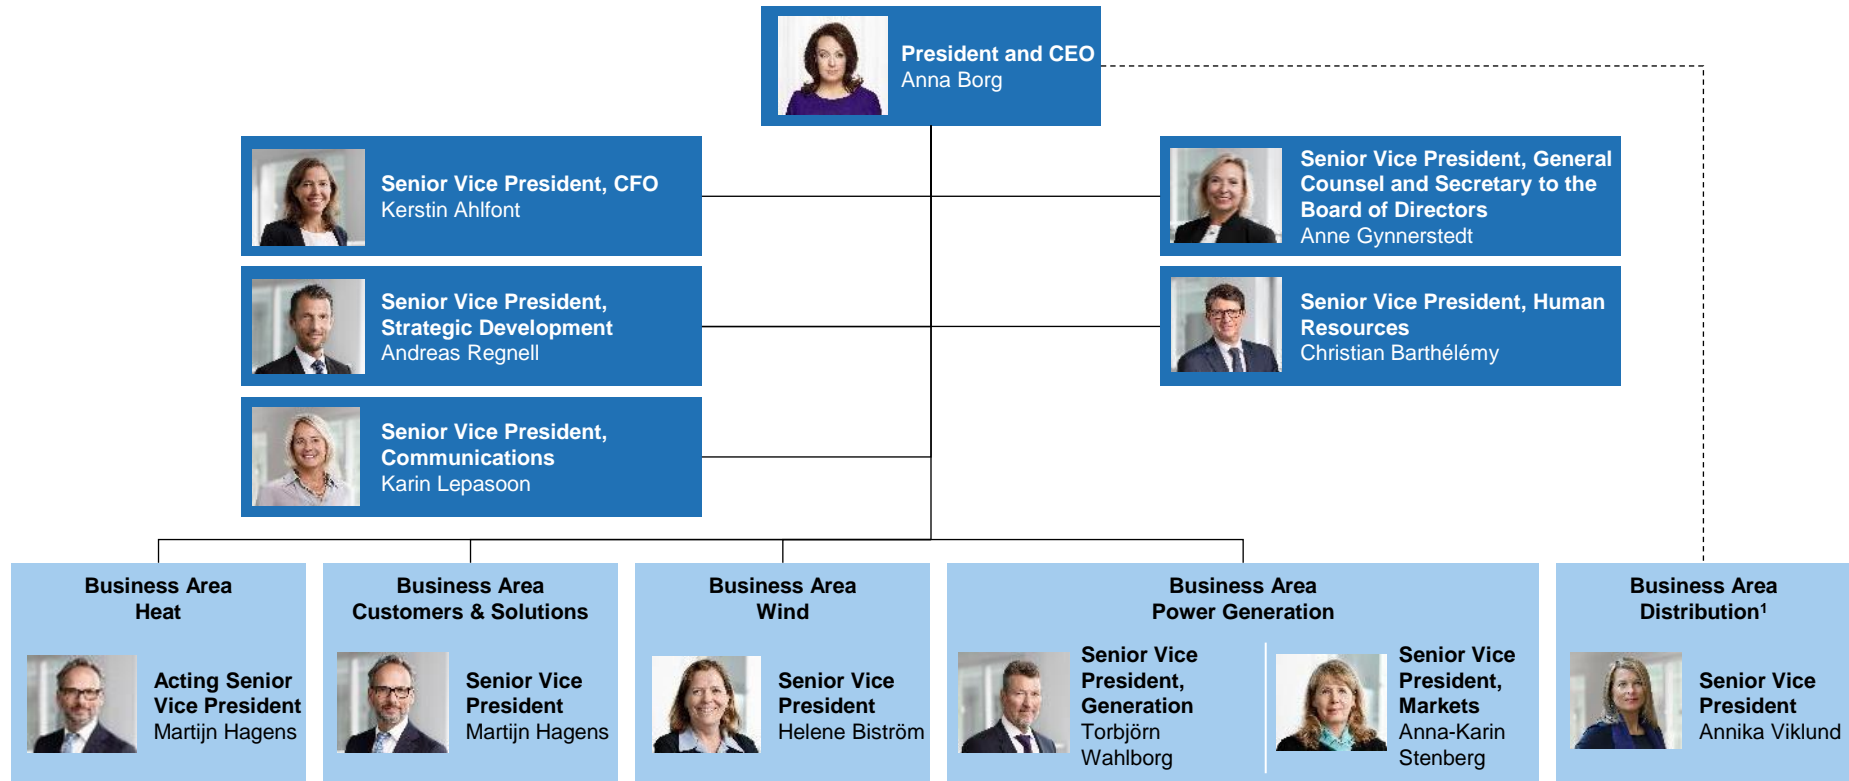 President and CEO
Anna Borg
Senior Vice President, CFO
Kerstin Ahlfont
Senior Vice President, General
Counsel and Secretary to the
Board of Directors
Anne Gynnerstedt
Senior Vice President,
Strategic Development
Andreas Regnell
Senior Vice President, Human
Resources
Christian Barthélémy
Senior Vice President,
Communications
Karin Lepasoon
Business Area
Heat
Acting Senior
Vice President
Martijn Hagens
Business Area
Customers & Solutions
Senior Vice
President
Martijn Hagens
Business Area
Wind
Senior Vice
President
Helene Biström
Business Area
Power Generation
Senior Vice
President,
Generation
Torbjörn
Wahlborg
Senior Vice
President,
Markets
Anna-Karin
Stenberg
Business Area
Distribution¹
Senior Vice
President
Annika Viklund